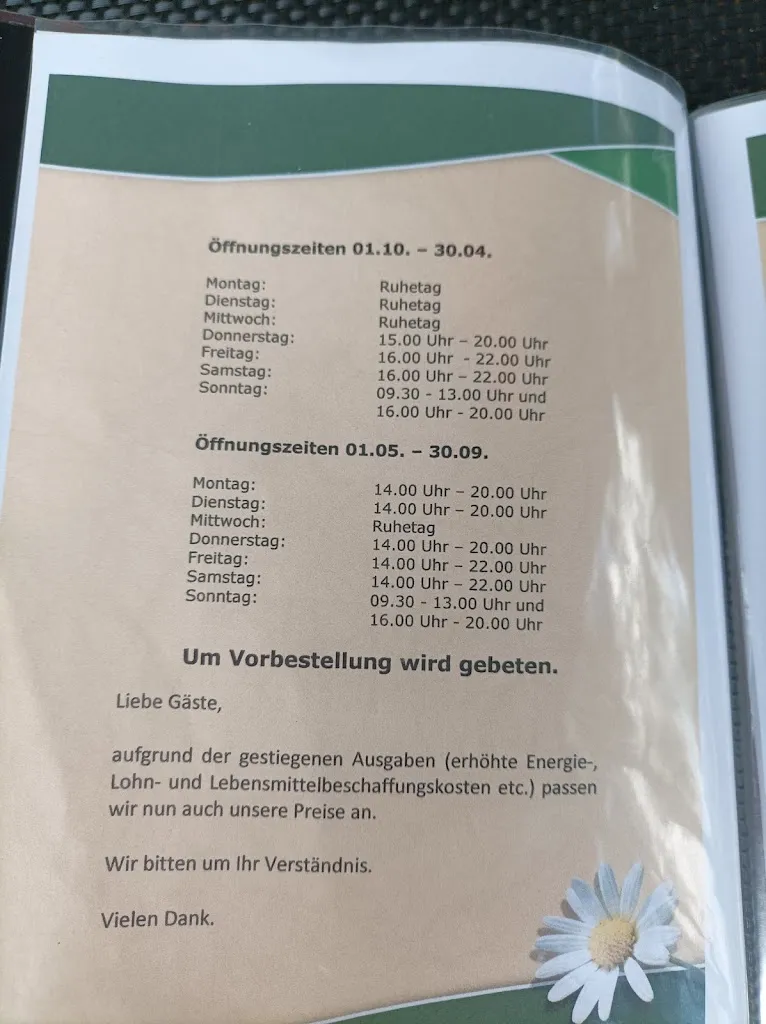 Öffnungszeiten 01.10. – 30.04.
Montag: Ruhetag
Dienstag: Ruhetag
Mittwoch: Ruhetag
Donnerstag: 15.00 Uhr – 20.00 Uhr
Freitag: 16.00 Uhr - 22.00 Uhr
Samstag: 16.00 Uhr – 22.00 Uhr
Sonntag: 09.30 - 13.00 Uhr und
16.00 Uhr - 20.00 Uhr
Öffnungszeiten 01.05. – 30.09.
Montag: 14.00 Uhr – 20.00 Uhr
Dienstag: 14.00 Uhr – 20.00 Uhr
Mittwoch: Ruhetag
Donnerstag: 14.00 Uhr – 20.00 Uhr
Freitag: 14.00 Uhr – 22.00 Uhr
Samstag: 14.00 Uhr – 22.00 Uhr
Sonntag: 09.30 - 13.00 Uhr und
16.00 Uhr - 20.00 Uhr
Um Vorbestellung wird gebeten.
Liebe Gäste,
aufgrund der gestiegenen Ausgaben (erhöhte Energie-,
Lohn- und Lebensmittelbeschaffungskosten etc.) passen
wir nun auch unsere Preise an.
Wir bitten um Ihr Verständnis.
Vielen Dank.